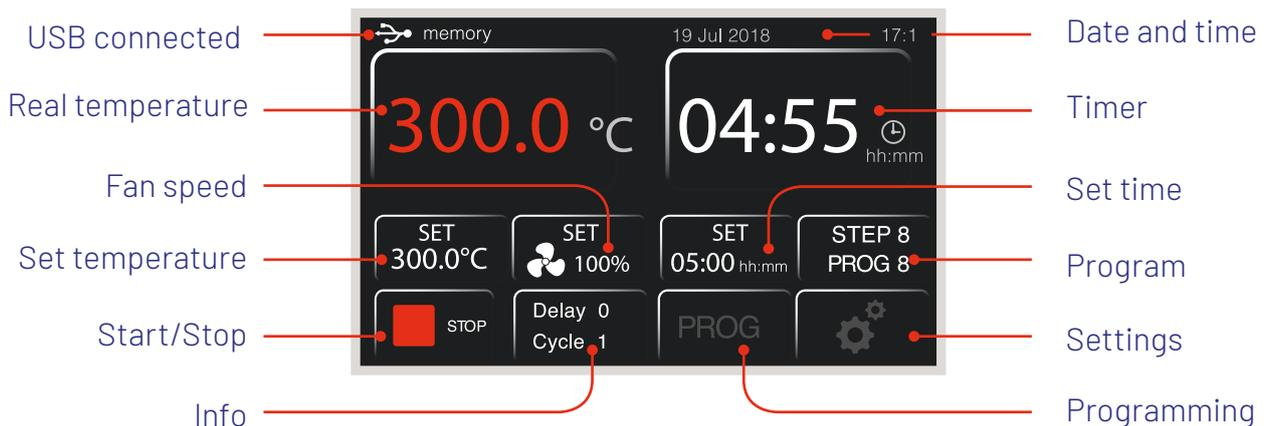 USB connected
memory
19 Jul 2018
17:1
Date and time
Real temperature
300.0 °C
04:55
hh:mm
Timer
Fan speed
Set time
SET
300.0°C
SET
100%
SET
05:00 hh:mm
STEP 8
PROG 8
Set temperature
Program
STOP
Delay 0
Cycle 1
PROG
Start/Stop
Settings
Info
Programming